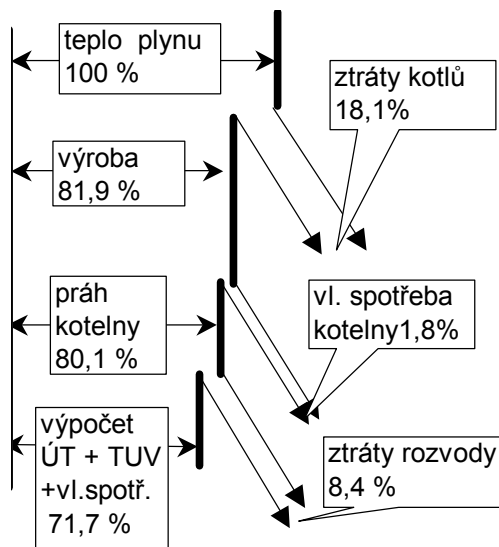 teplo plynu
100 %
ztráty kotlů
18,1%
výroba
81,9 %
práh
kotelny
80,1 %
vl. spotřeba
kotelny1,8%
výpočet
ÚT + TUV
+vl.spotř.
71,7 %
ztráty rozvody
8,4 %